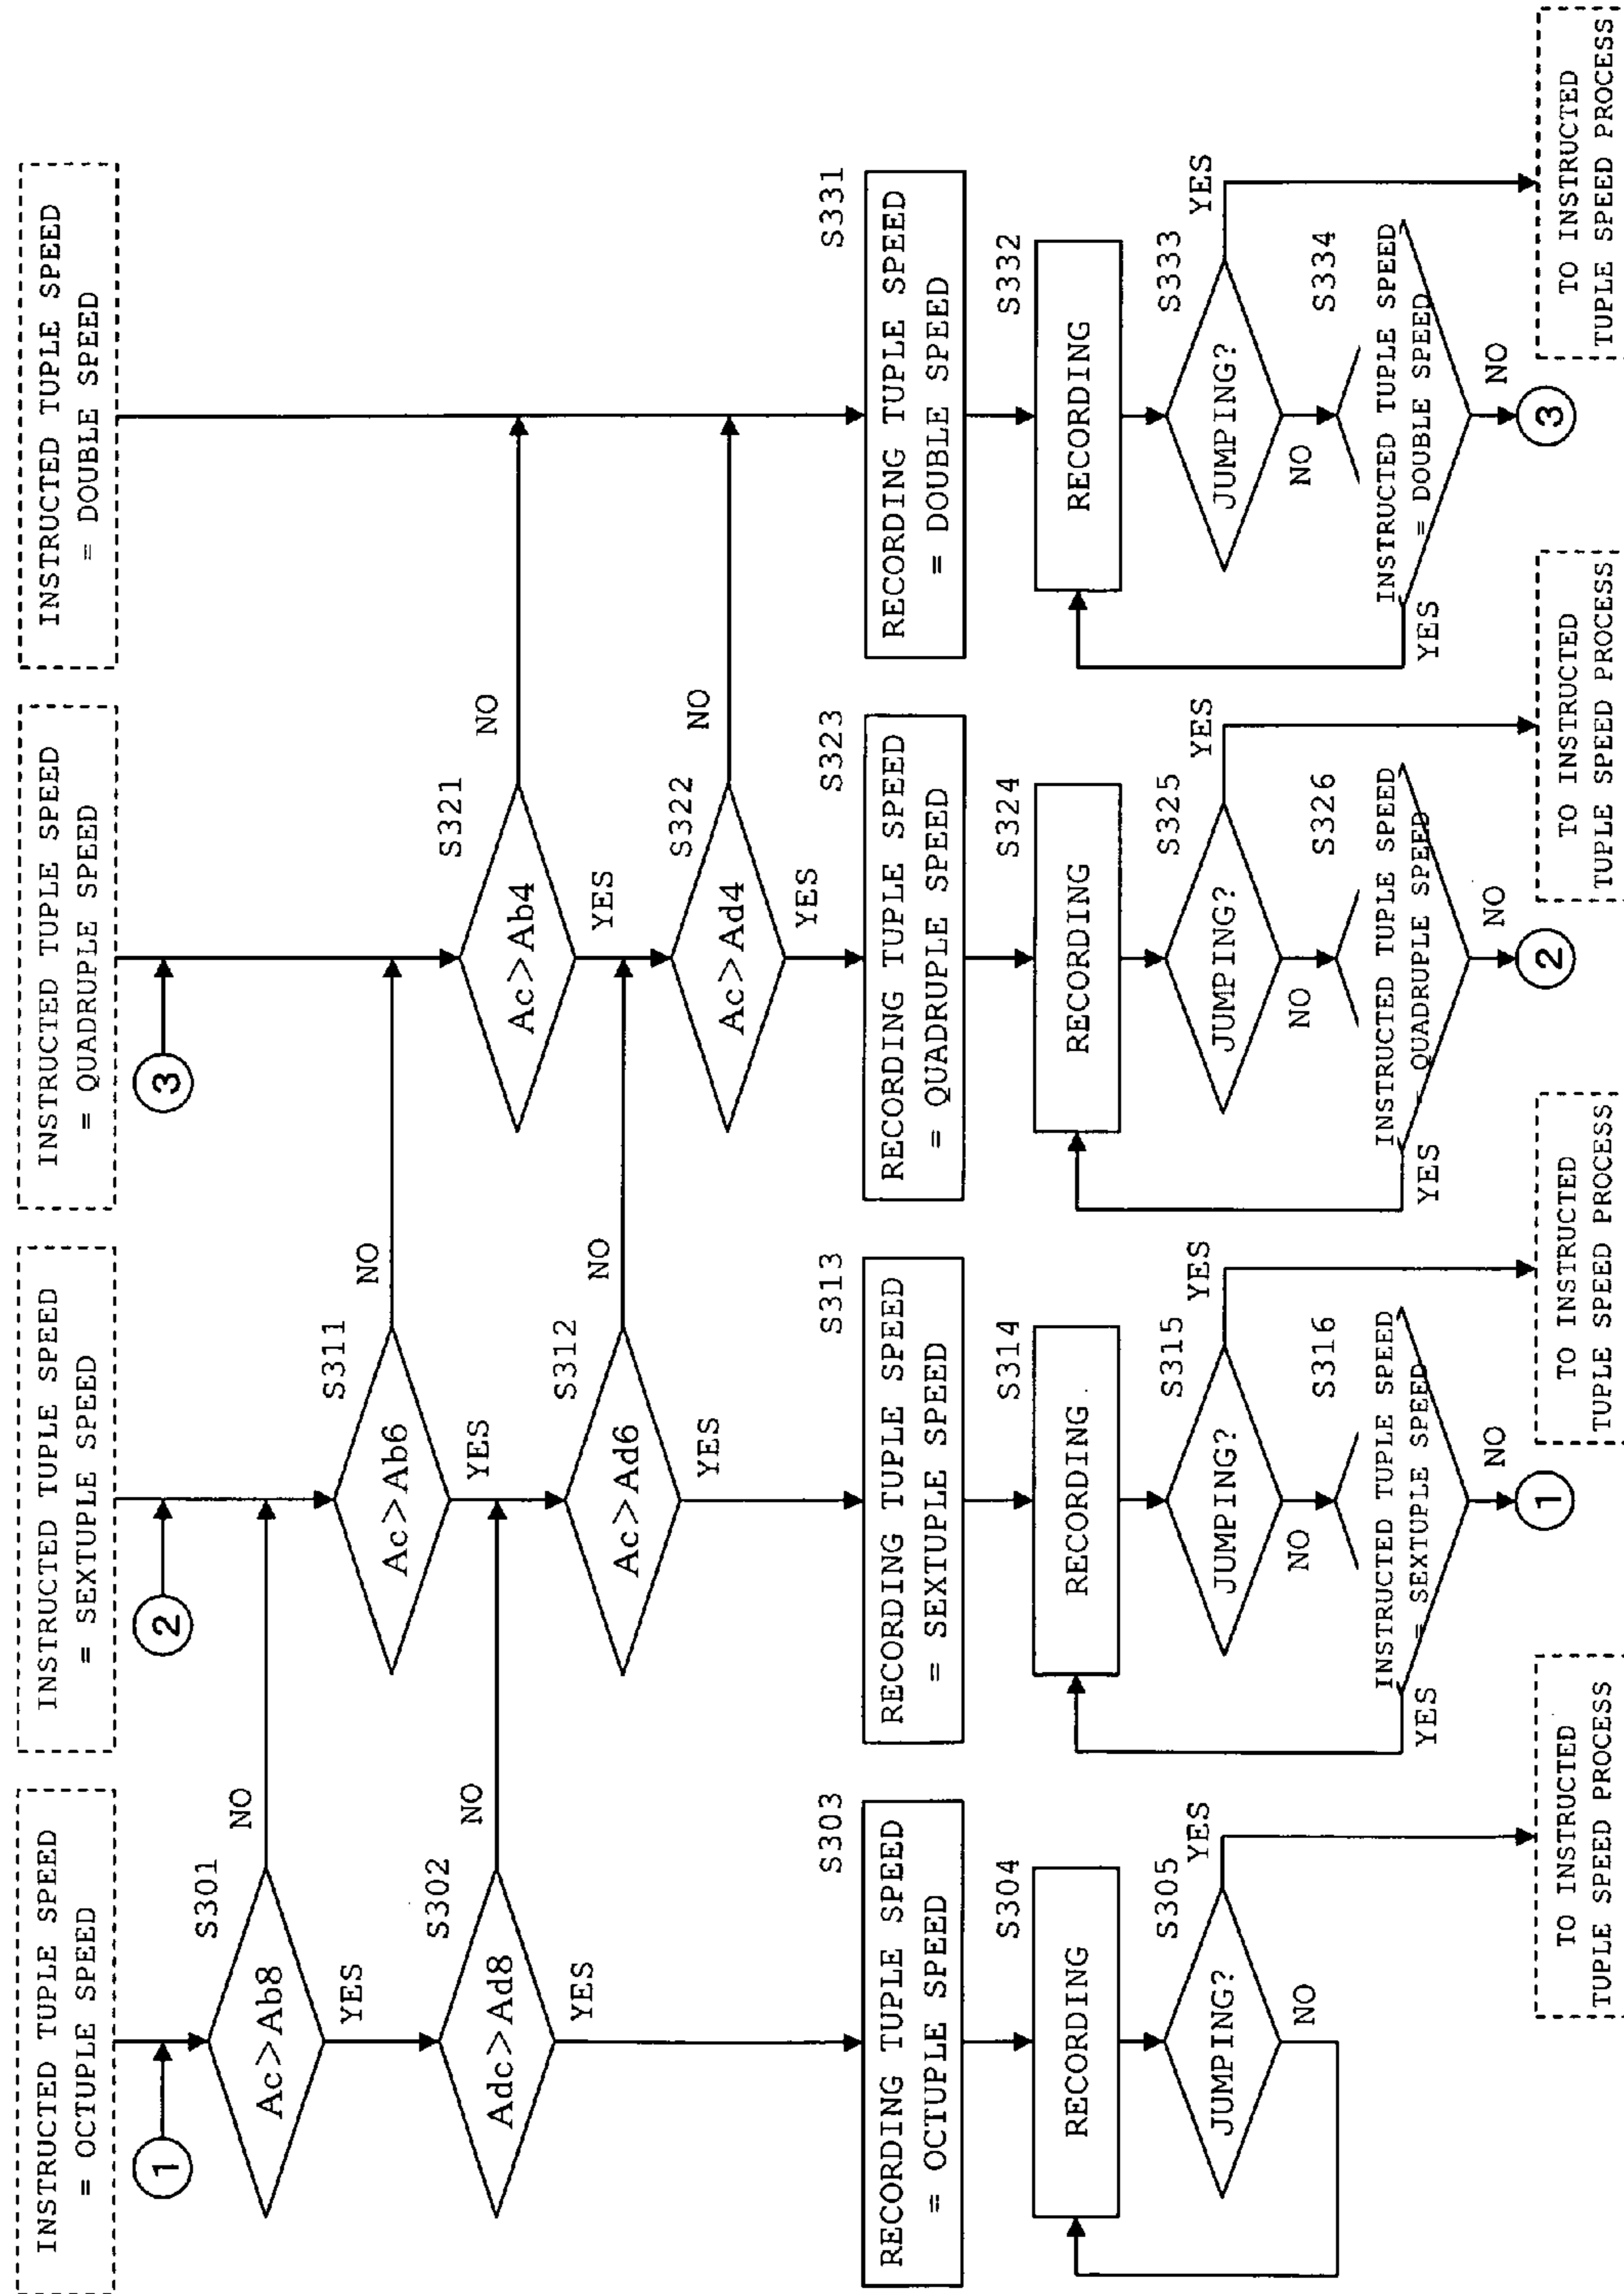 INSTRUCTED TUPLE SPEED
= OCTUPLE SPEED
1
S301
Ac>Ab8
NO
YES
S302
Adc>Ad8
NO
YES
S303
RECORDING TUPLE SPEED
= OCTUPLE SPEED
S304
RECORDING
S305
JUMPING?
YES
NO
TO INSTRUCTED
TUPLE SPEED PROCESS
INSTRUCTED TUPLE SPEED
= SEXTUPLE SPEED
2
S311
Ac>Ab6
NO
YES
S312
Ac>Ad6
NO
YES
S313
RECORDING TUPLE SPEED
= SEXTUPLE SPEED
S314
RECORDING
S315
JUMPING?
YES
NO
S316
INSTRUCTED TUPLE SPEED
= SEXTUPLE SPEED
YES
NO
1
TO INSTRUCTED
TUPLE SPEED PROCESS
INSTRUCTED TUPLE SPEED
= QUADRUPLE SPEED
3
S321
Ac>Ab4
NO
YES
S322
Ac>Ad4
NO
YES
S323
RECORDING TUPLE SPEED
= QUADRUPLE SPEED
S324
RECORDING
S325
JUMPING?
YES
NO
S326
INSTRUCTED TUPLE SPEED
= QUADRUPLE SPEED
YES
NO
2
TO INSTRUCTED
TUPLE SPEED PROCESS
INSTRUCTED TUPLE SPEED
= DOUBLE SPEED
S331
RECORDING TUPLE SPEED
= DOUBLE SPEED
S332
RECORDING
S333
JUMPING?
YES
NO
S334
INSTRUCTED TUPLE SPEED
= DOUBLE SPEED
YES
NO
3
TO INSTRUCTED
TUPLE SPEED PROCESS